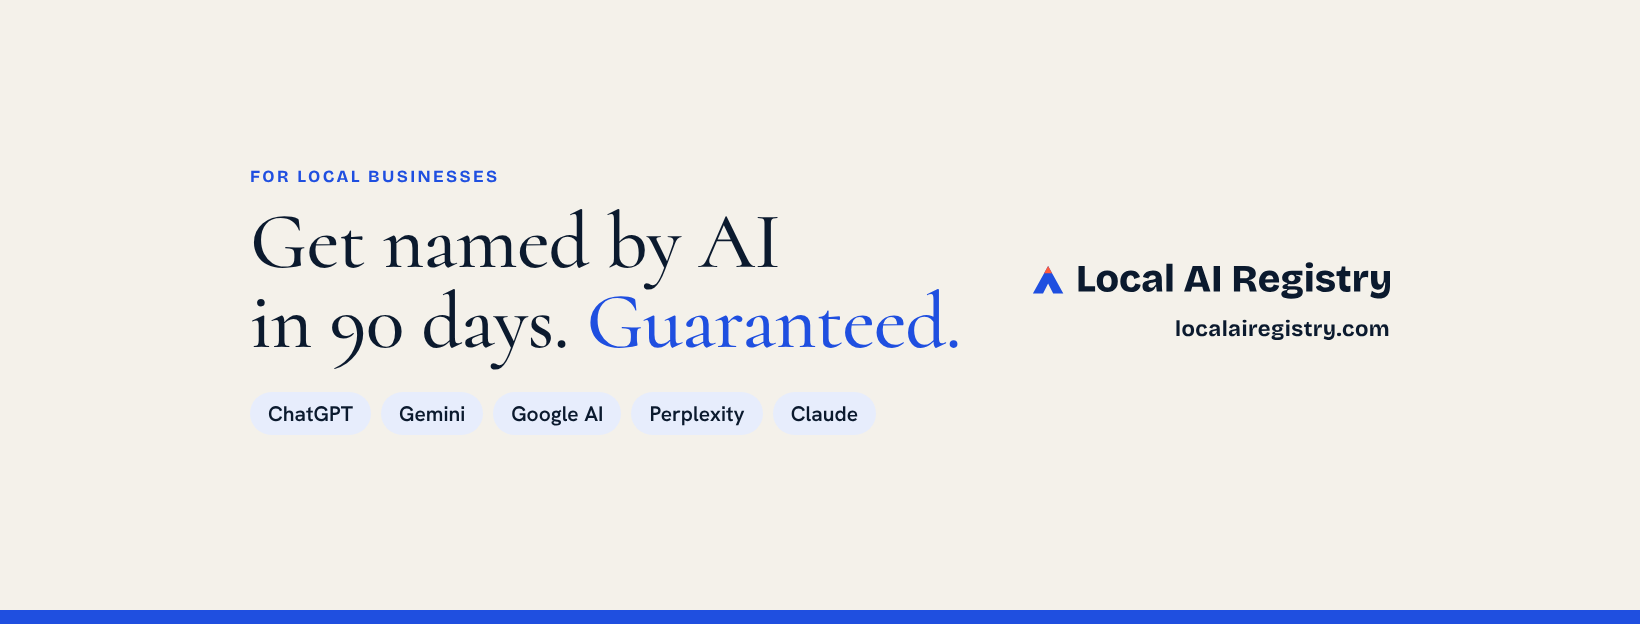 FOR LOCAL BUSINESSES
Get named by AI
in 90 days. Guaranteed.
ChatGPT Gemini Google AI Perplexity Claude
Local AI Registry
localairegistry.com